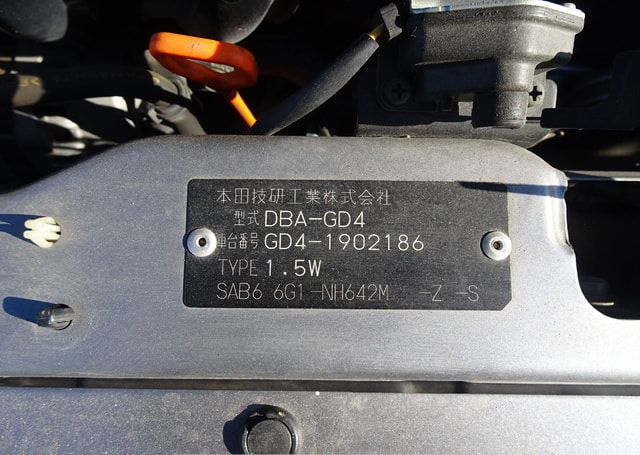 本田技研工業株式会社
型式 DBA-GD4
車台番号 GD4-1902186
TYPE 1.5W
SAB6 6G1-NH642M -Z -S